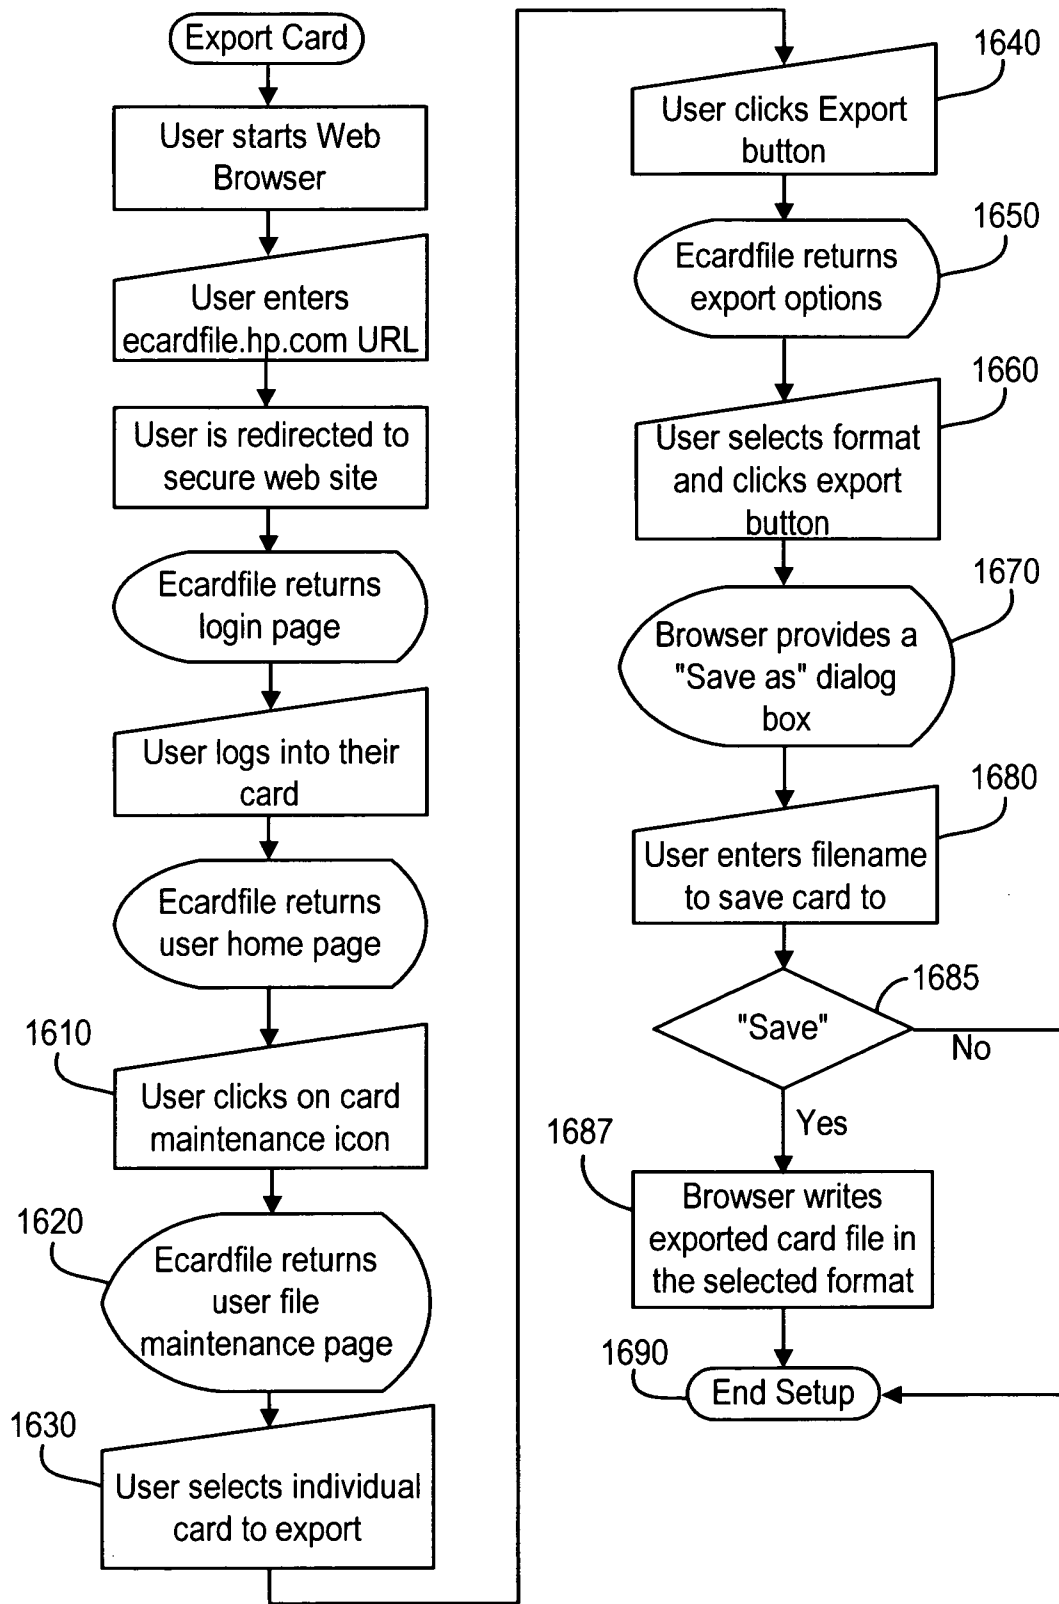 Export Card
User starts Web
Browser
User enters
ecardfile.hp.com URL
User is redirected to
secure web site
Ecardfile returns
login page
User logs into their
card
Ecardfile returns
user home page
1610
User clicks on card
maintenance icon
1620
Ecardfile returns
user file
maintenance page
1630
User selects individual
card to export
1640
User clicks Export
button
1650
Ecardfile returns
export options
1660
User selects format
and clicks export
button
1670
Browser provides a
"Save as" dialog
box
1680
User enters filename
to save card to
1685
"Save"
No
Yes
1687
Browser writes
exported card file in
the selected format
1690
End Setup